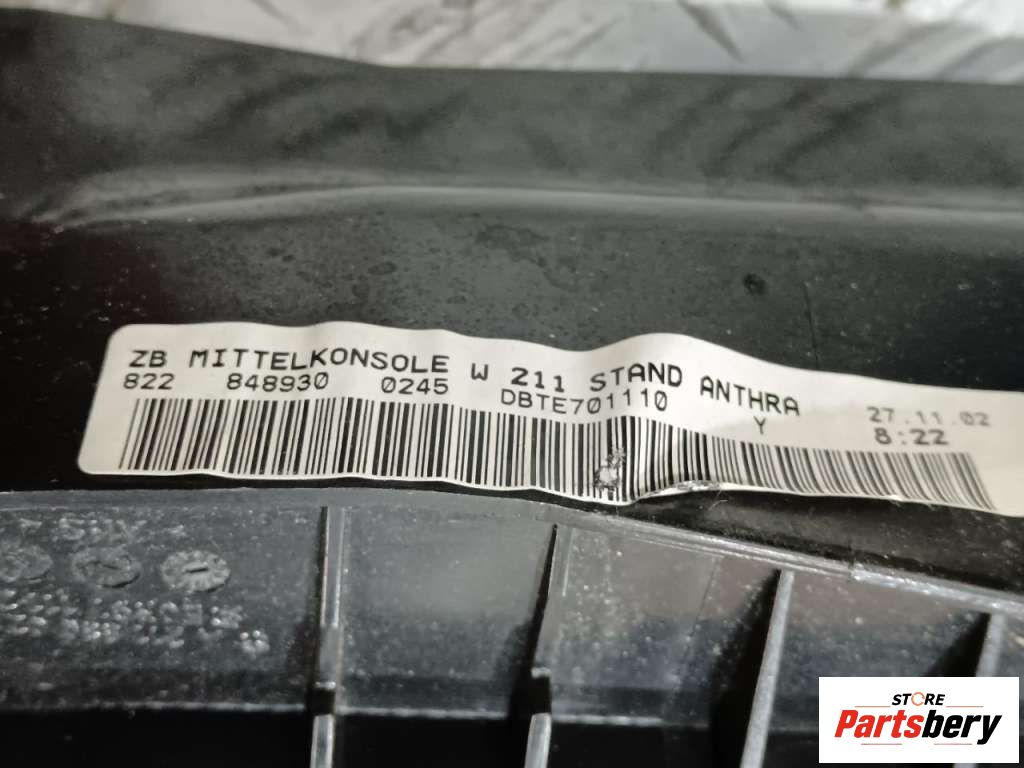 ZB MITTELKONSOLE W 211 STAND ANTHRA
822 848930 0245 DBTE701110 Y
27.11.02
8:22
STORE
Partsbery